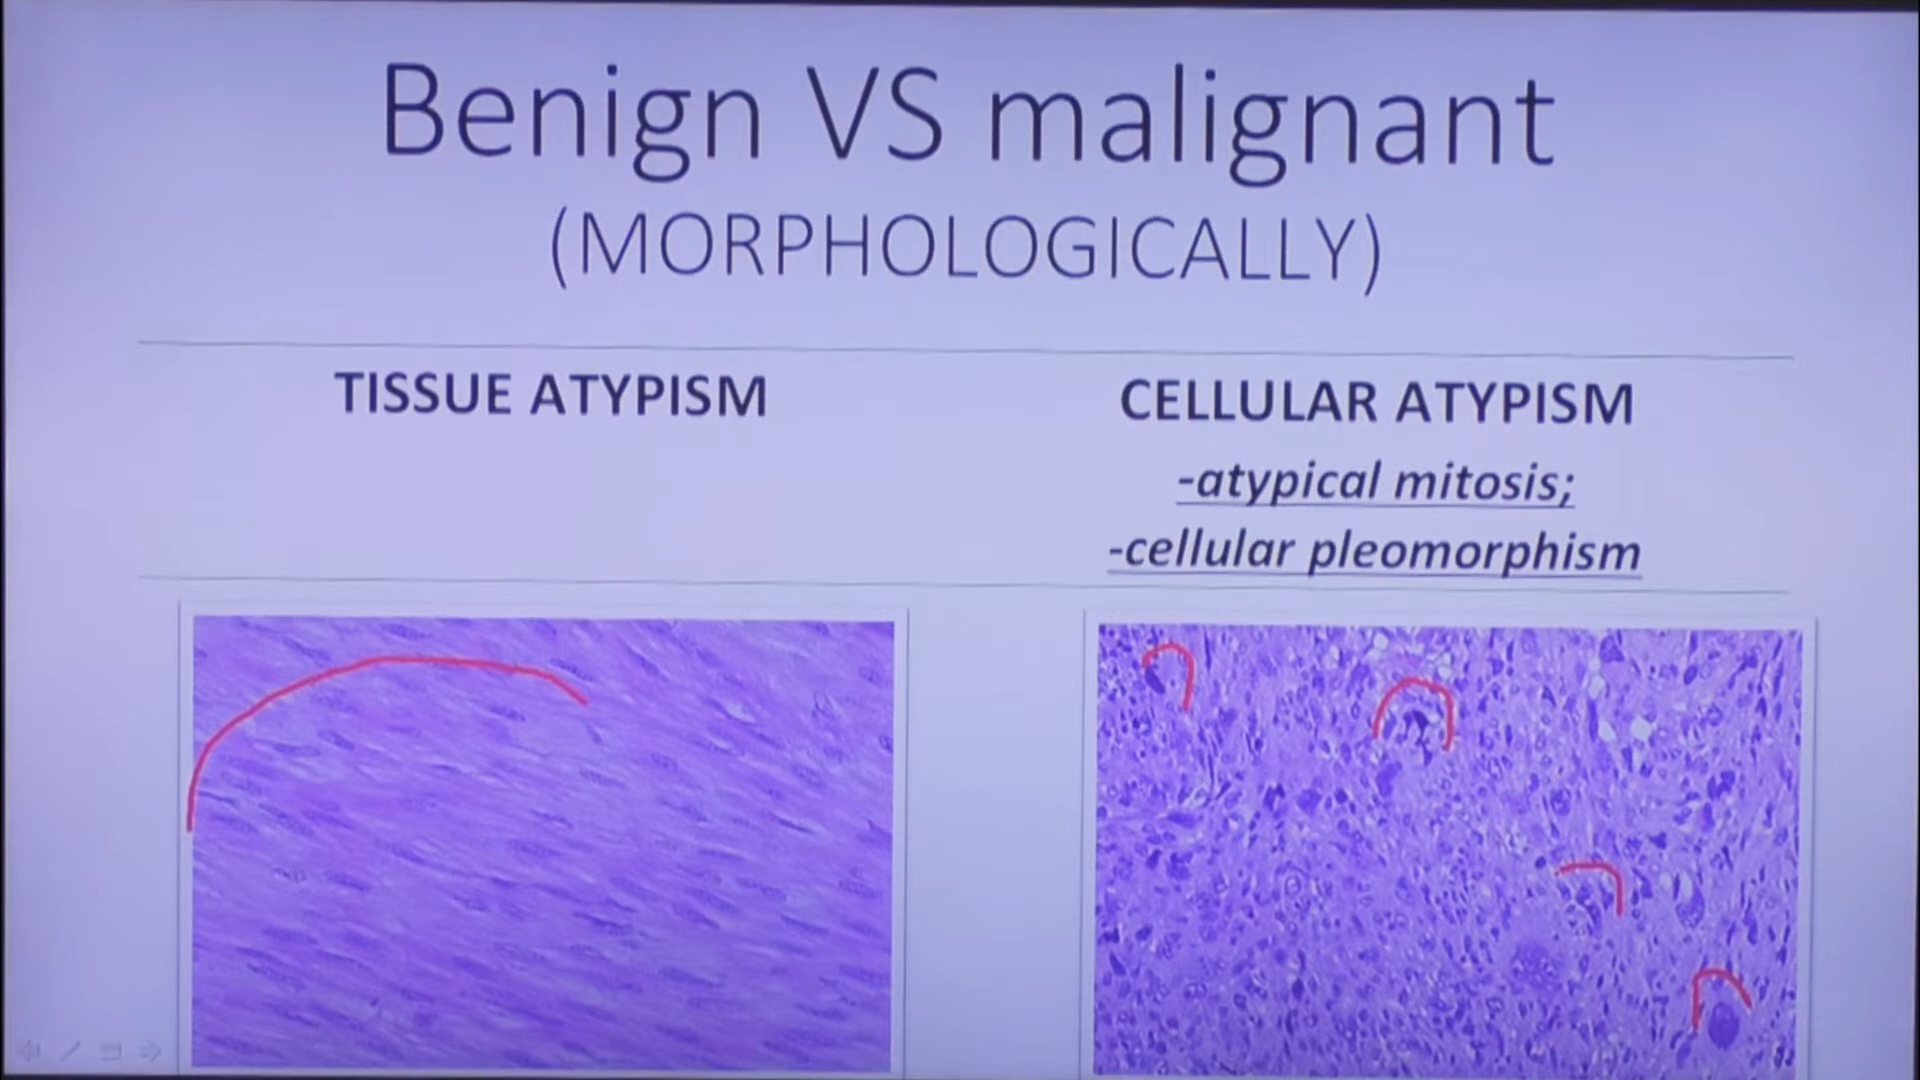 Benign VS malignant
(MORPHOLOGICALLY)
TISSUE ATYPISM
CELLULAR ATYPISM
-atypical mitosis;
-cellular pleomorphism